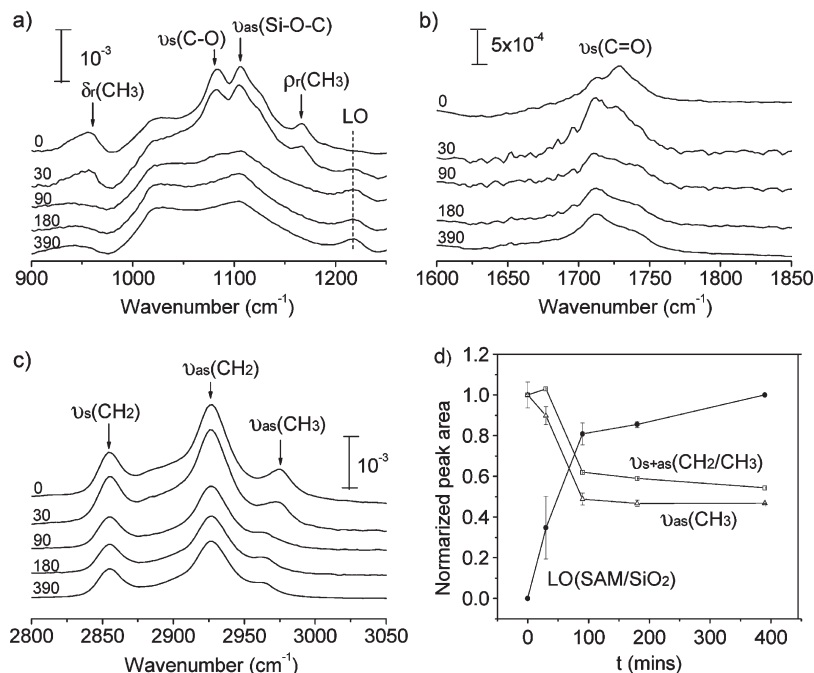 a)
10⁻³
υs(C-O)
υas(Si-O-C)
δr(CH3)
ρr(CH3)
LO
0
30
90
180
390
900 1000 1100 1200
Wavenumber (cm⁻¹)
b)
5x10⁻⁴
υs(C=O)
0
30
90
180
390
1600 1650 1700 1750 1800 1850
Wavenumber (cm⁻¹)
c)
υas(CH2)
υs(CH2)
υas(CH3)
10⁻³
0
30
90
180
390
2800 2850 2900 2950 3000 3050
Wavenumber (cm⁻¹)
d)
Normarized peak area
1.2
1.0
0.8
0.6
0.4
0.2
0.0
υs+as(CH2/CH3)
υas(CH3)
LO(SAM/SiO2)
0 100 200 300 400
t (mins)